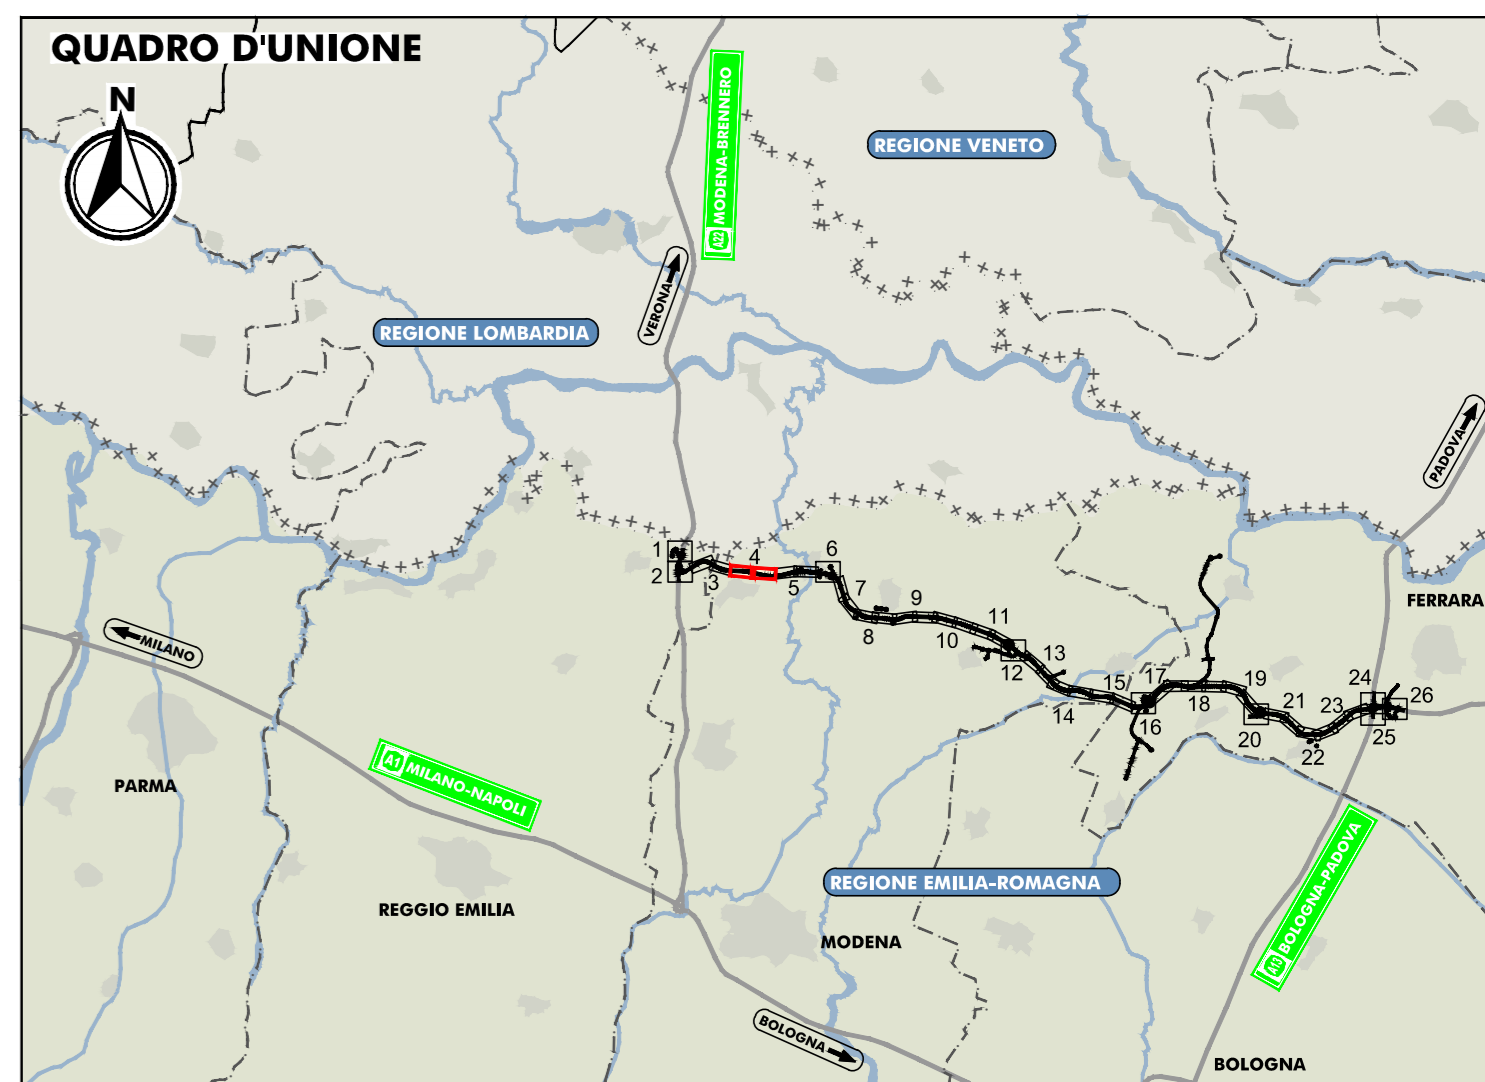 QUADRO D'UNIONE
N
A22 MODENA-BRENNERO
REGIONE VENETO
VERONA
REGIONE LOMBARDIA
PADOVA
1
2
3
4
5
6
7
8
9
10
11
12
13
14
15
16
17
18
19
20
21
22
23
24
25
26
FERRARA
MILANO
PARMA
A1 MILANO-NAPOLI
REGIONE EMILIA-ROMAGNA
REGGIO EMILIA
MODENA
A13 BOLOGNA-PADOVA
BOLOGNA
BOLOGNA